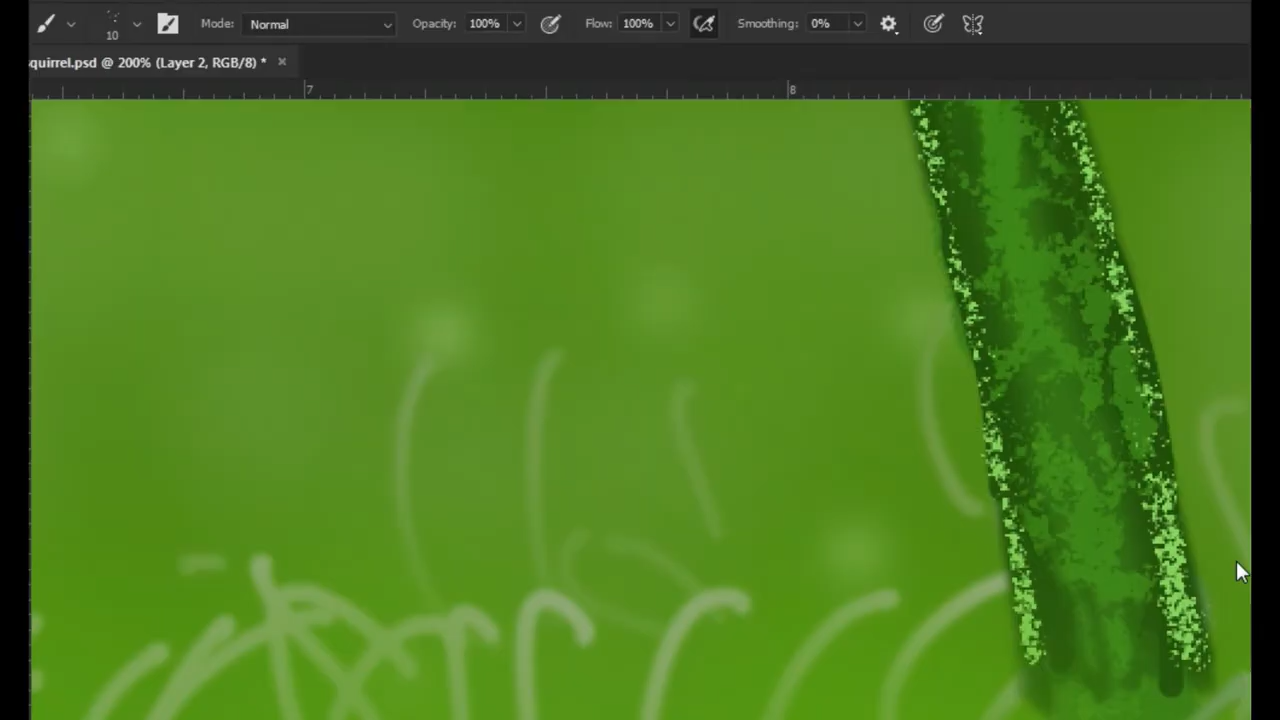 Mode: Normal Opacity: 100% Flow: 100% Smoothing: 0%
10
quirrel.psd @ 200% (Layer 2, RGB/8) * ×
7 8